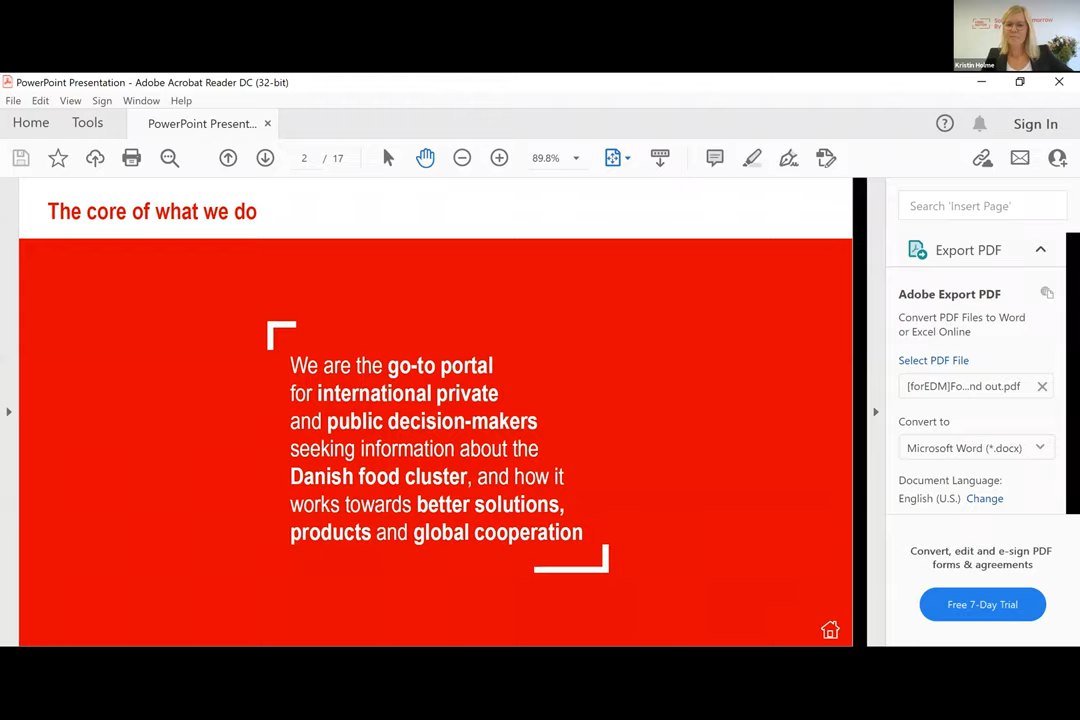 Kristin Holme
PowerPoint Presentation - Adobe Acrobat Reader DC (32-bit)
File Edit View Sign Window Help
Home Tools PowerPoint Present... × Sign In
2 / 17 89.8%
The core of what we do
We are the go-to portal
for international private
and public decision-makers
seeking information about the
Danish food cluster, and how it
works towards better solutions,
products and global cooperation
Search 'Insert Page'
Export PDF
Adobe Export PDF
Convert PDF Files to Word
or Excel Online
Select PDF File
[forEDM]Fo...nd out.pdf
Convert to
Microsoft Word (*.docx)
Document Language:
English (U.S.) Change
Convert, edit and e-sign PDF
forms & agreements
Free 7-Day Trial